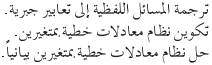 ترجمة المسائل اللفظية إلى تعابير جبرية.
تكوين نظام معادلات خطية بمتغيرين.
حل نظام معادلات خطية بمتغيرين بيانياً.